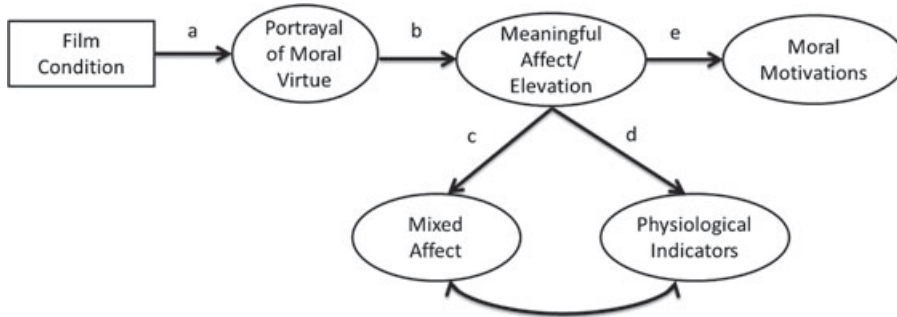 Film
Condition
a
Portrayal
of Moral
Virtue
b
Meaningful
Affect/
Elevation
e
Moral
Motivations
c
d
Mixed
Affect
Physiological
Indicators